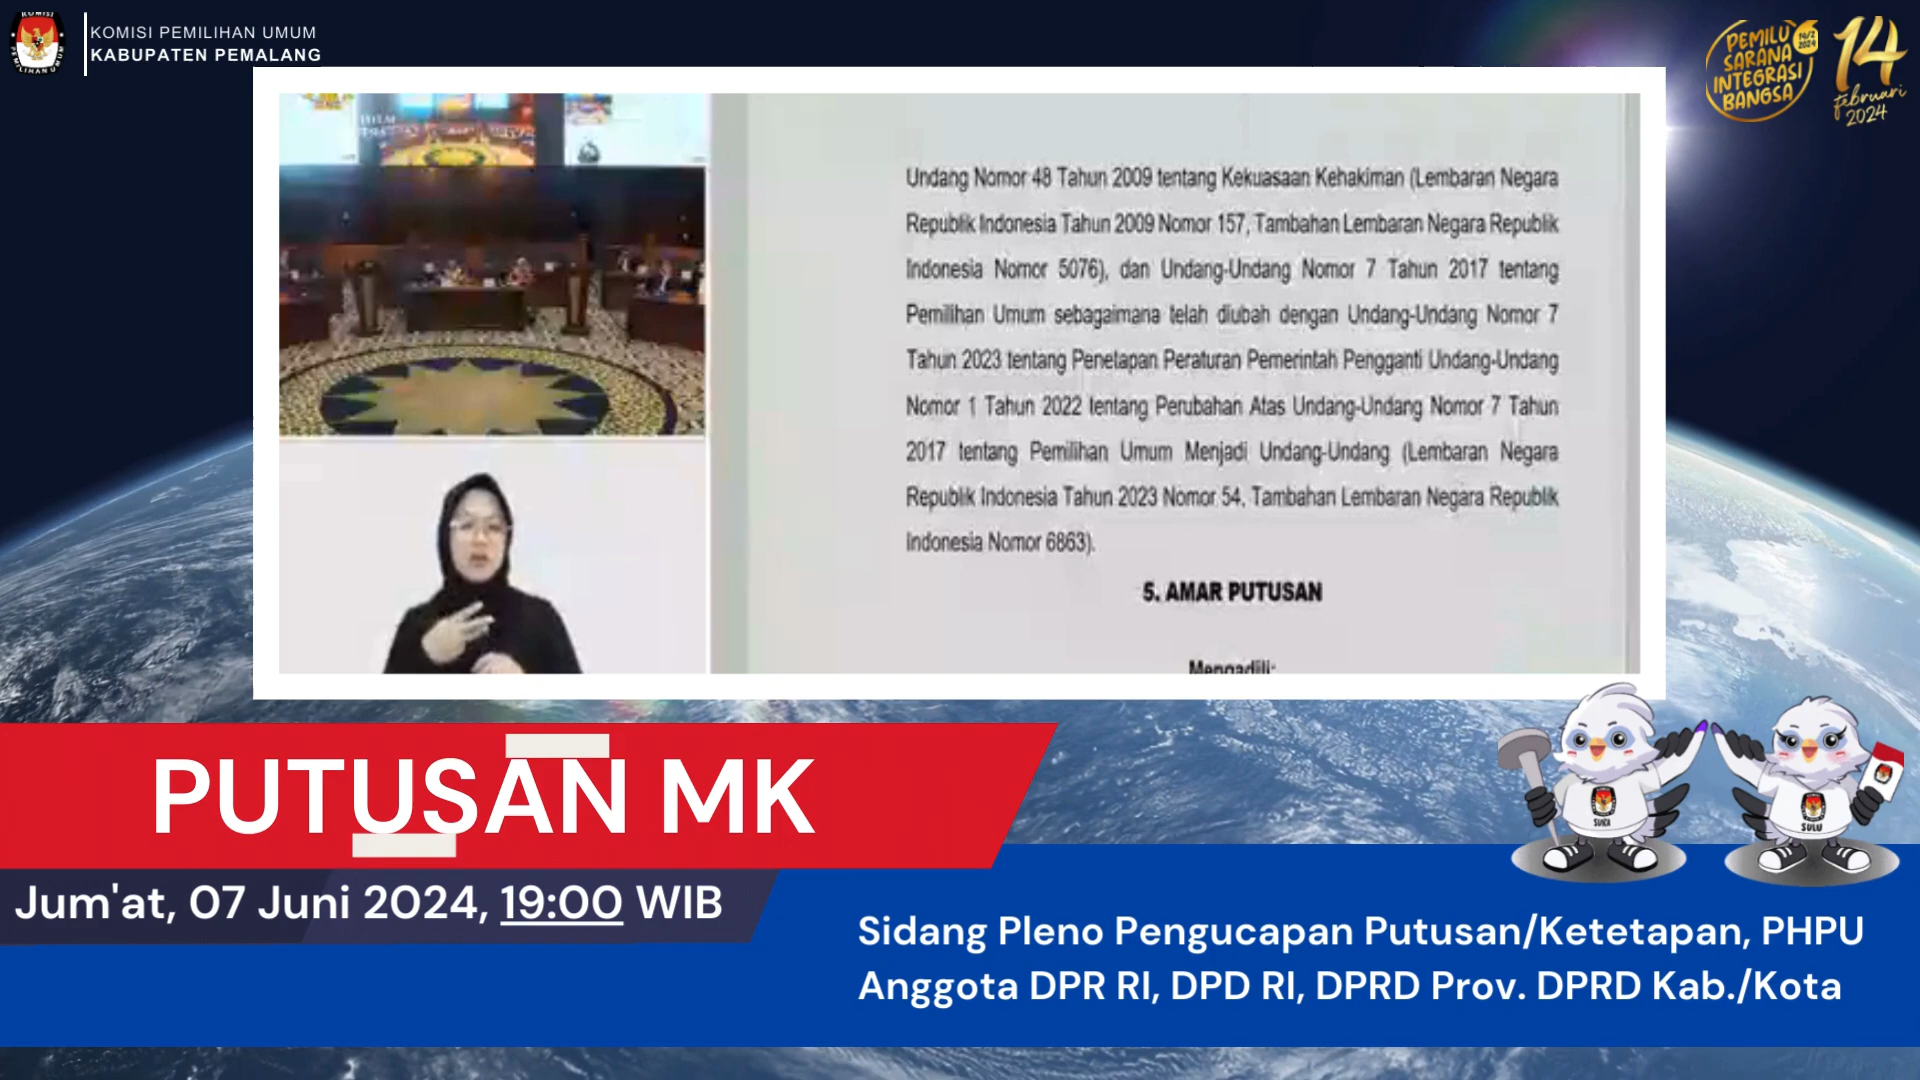 KOMISI PEMILIHAN UMUM
KABUPATEN PEMALANG
PEMILU
SARANA
INTEGRASI
BANGSA
14/2
2024
14
Februari
2024
Undang Nomor 48 Tahun 2009 tentang Kekuasaan Kehakiman (Lembaran Negara
Republik Indonesia Tahun 2009 Nomor 157, Tambahan Lembaran Negara Republik
Indonesia Nomor 5076), dan Undang-Undang Nomor 7 Tahun 2017 tentang
Pemilihan Umum sebagaimana telah diubah dengan Undang-Undang Nomor 7
Tahun 2023 tentang Penetapan Peraturan Pemerintah Pengganti Undang-Undang
Nomor 1 Tahun 2022 tentang Perubahan Atas Undang-Undang Nomor 7 Tahun
2017 tentang Pemilihan Umum Menjadi Undang-Undang (Lembaran Negara
Republik Indonesia Tahun 2023 Nomor 54, Tambahan Lembaran Negara Republik
Indonesia Nomor 6863).
5. AMAR PUTUSAN
Mengadili:
PUTUSAN MK
Jum'at, 07 Juni 2024, 19:00 WIB
SURA
SULU
Sidang Pleno Pengucapan Putusan/Ketetapan, PHPU
Anggota DPR RI, DPD RI, DPRD Prov. DPRD Kab./Kota